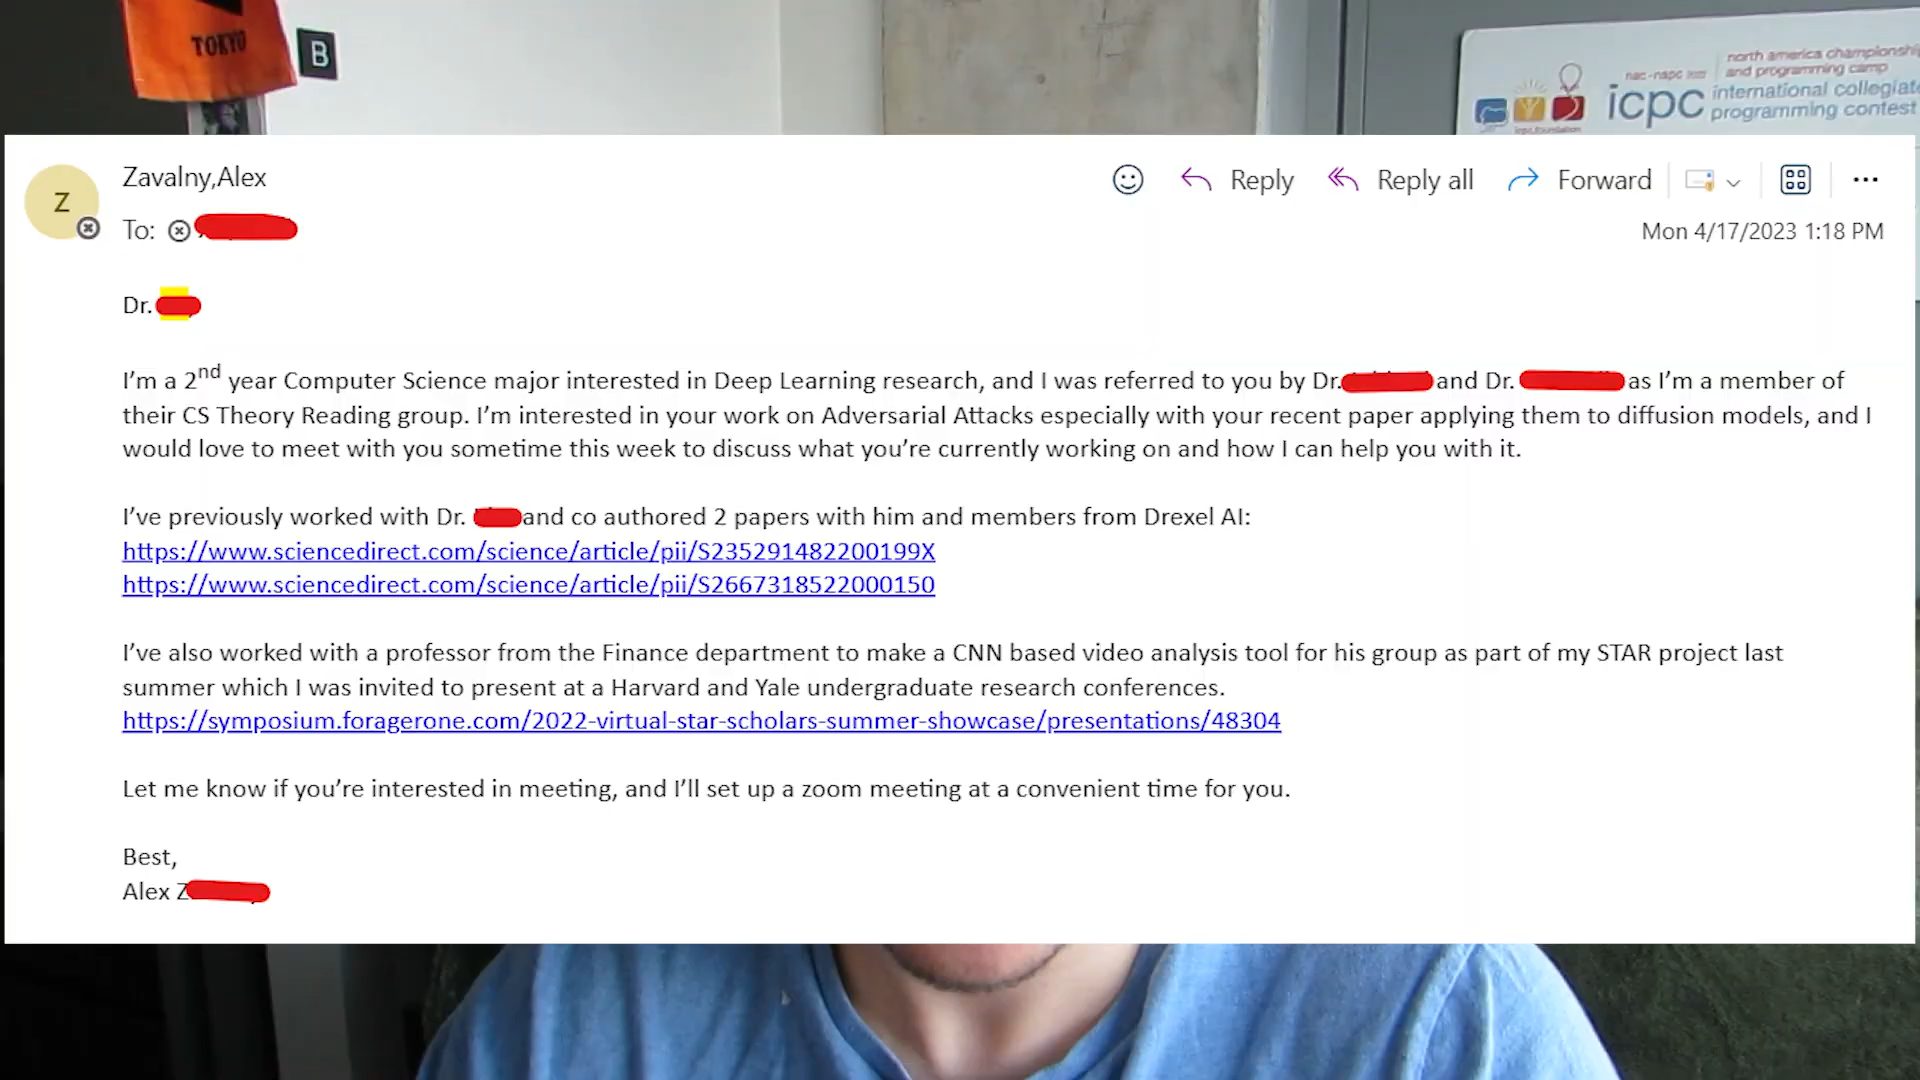 TOKYO
B
nac-napc 2022
north america championship
and programming camp
icpc international collegiate
programming contest
icpc.foundation
Zavalny,Alex
Reply
Reply all
Forward
Z
To:
Mon 4/17/2023 1:18 PM
Dr.
I'm a 2nd year Computer Science major interested in Deep Learning research, and I was referred to you by Dr. and Dr. as I'm a member of
their CS Theory Reading group. I'm interested in your work on Adversarial Attacks especially with your recent paper applying them to diffusion models, and I
would love to meet with you sometime this week to discuss what you're currently working on and how I can help you with it.
I've previously worked with Dr. and co authored 2 papers with him and members from Drexel AI:
https://www.sciencedirect.com/science/article/pii/S235291482200199X
https://www.sciencedirect.com/science/article/pii/S2667318522000150
I've also worked with a professor from the Finance department to make a CNN based video analysis tool for his group as part of my STAR project last
summer which I was invited to present at a Harvard and Yale undergraduate research conferences.
https://symposium.foragerone.com/2022-virtual-star-scholars-summer-showcase/presentations/48304
Let me know if you're interested in meeting, and I'll set up a zoom meeting at a convenient time for you.
Best,
Alex Z